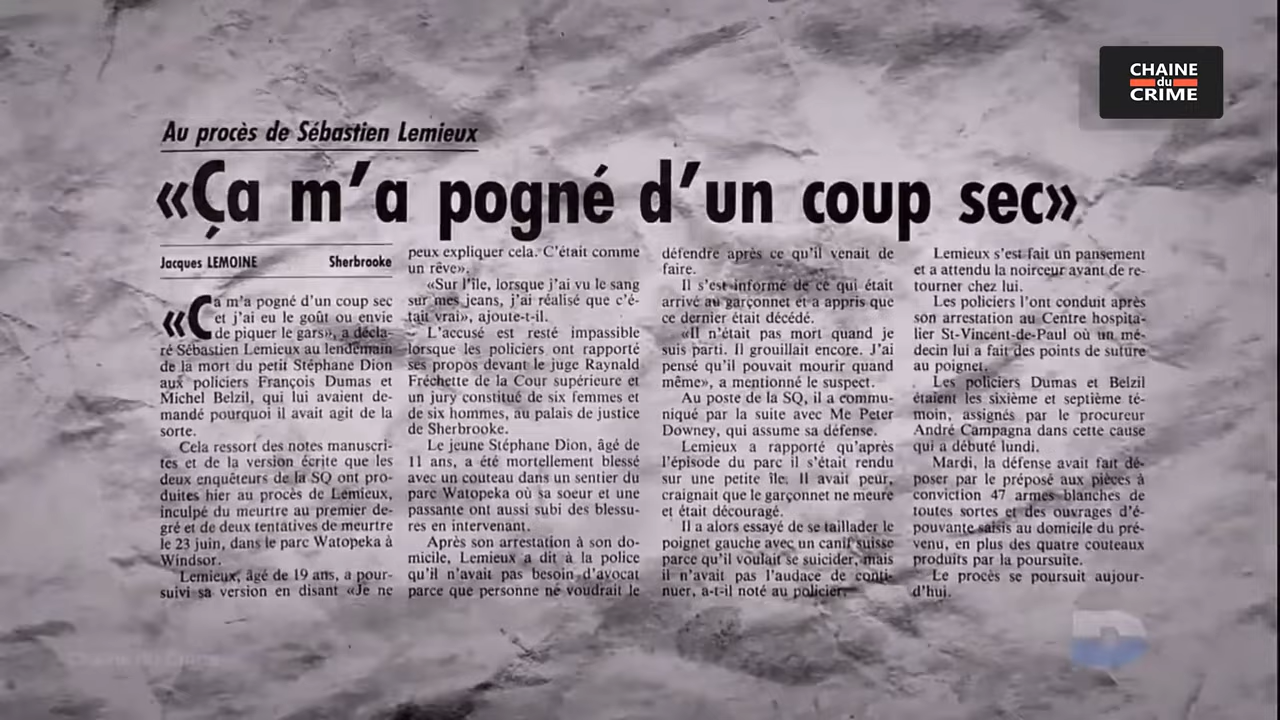 CHAINE
du
CRIME
Au procès de Sébastien Lemieux
«Ça m'a pogné d'un coup sec»
Jacques LEMOINE Sherbrooke
«Ça m'a pogné d'un coup sec
et j'ai eu le goût ou envie
de piquer le gars», a décla-
ré Sébastien Lemieux au lendemain
de la mort du petit Stéphane Dion
aux policiers François Dumas et
Michel Belzil, qui lui avaient de-
mandé pourquoi il avait agit de la
sorte.
Cela ressort des notes manuscri-
tes et de la version écrite que les
deux enquêteurs de la SQ ont pro-
duites hier au procès de Lemieux,
inculpé du meurtre au premier de-
gré et de deux tentatives de meurtre
le 23 juin, dans le parc Watopeka à
Windsor.
Lemieux, âgé de 19 ans, a pour-
suivi sa version en disant «Je ne
peux expliquer cela. C'était comme
un rêve».
«Sur l'île, lorsque j'ai vu le sang
sur mes jeans, j'ai réalisé que c'é-
tait vrai», ajoute-t-il.
L'accusé est resté impassible
lorsque les policiers ont rapporté
ses propos devant le juge Raynald
Fréchette de la Cour supérieure et
un jury constitué de six femmes et
de six hommes, au palais de justice
de Sherbrooke.
Le jeune Stéphane Dion, âgé de
11 ans, a été mortellement blessé
avec un couteau dans un sentier du
parc Watopeka où sa soeur et une
passante ont aussi subi des blessu-
res en intervenant.
Après son arrestation à son do-
micile, Lemieux a dit à la police
qu'il n'avait pas besoin d'avocat
parce que personne ne voudrait le
défendre après ce qu'il venait de
faire.
Il s'est informé de ce qui était
arrivé au garçonnet et a appris que
ce dernier était décédé.
«Il n'était pas mort quand je
suis parti. Il grouillait encore. J'ai
pensé qu'il pouvait mourir quand
même», a mentionné le suspect.
Au poste de la SQ, il a commu-
niqué par la suite avec Me Peter
Downey, qui assume sa défense.
Lemieux a rapporté qu'après
l'épisode du parc il s'était rendu
sur une petite île. Il avait peur,
craignait que le garçonnet ne meure
et était découragé.
Il a alors essayé de se taillader le
poignet gauche avec un canif suisse
parce qu'il voulait se suicider, mais
il n'avait pas l'audace de conti-
nuer, a-t-il noté au policier.
Lemieux s'est fait un pansement
et a attendu la noirceur avant de re-
tourner chez lui.
Les policiers l'ont conduit après
son arrestation au Centre hospita-
lier St-Vincent-de-Paul où un mé-
decin lui a fait des points de suture
au poignet.
Les policiers Dumas et Belzil
étaient les sixième et septième té-
moin, assignés par le procureur
André Campagna dans cette cause
qui a débuté lundi.
Mardi, la défense avait fait dé-
poser par le préposé aux pièces à
conviction 47 armes blanches de
toutes sortes et des ouvrages d'é-
pouvante saisis au domicile du pré-
venu, en plus des quatre couteaux
produits par la poursuite.
Le procès se poursuit aujour-
d'hui.